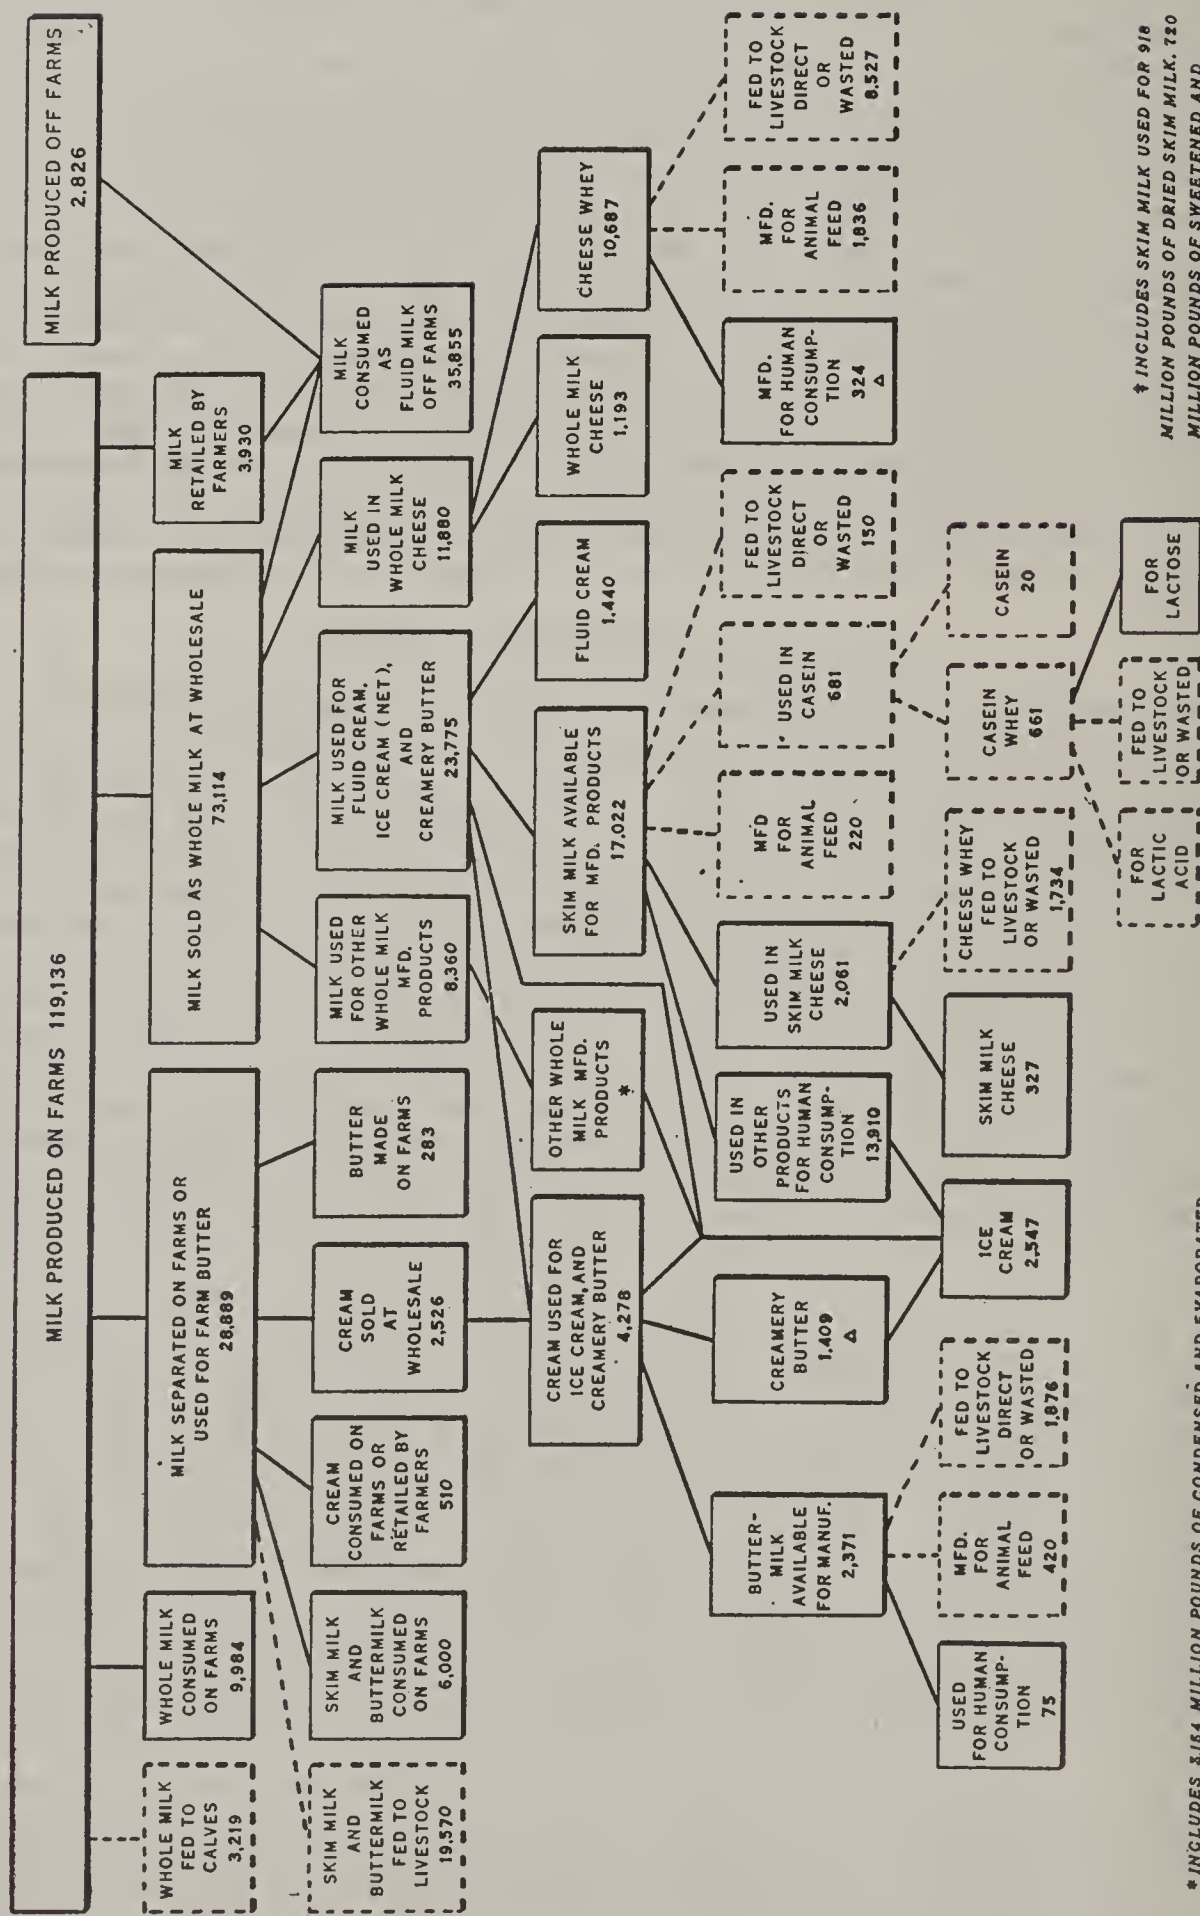 MILK PRODUCED ON FARMS 119,136
MILK PRODUCED OFF FARMS
2,826
WHOLE MILK
FED TO
CALVES
3,219
WHOLE MILK
CONSUMED
ON FARMS
9,984
MILK SEPARATED ON FARMS OR
USED FOR FARM BUTTER
28,889
MILK SOLD AS WHOLE MILK AT WHOLESALE
73,114
MILK
RETAILED BY
FARMERS
3,930
SKIM MILK
AND
BUTTERMILK
FED TO
LIVESTOCK
19,570
SKIM MILK
AND
BUTTERMILK
CONSUMED
ON FARMS
6,000
CREAM
CONSUMED ON
FARMS OR
RETAILED BY
FARMERS
510
CREAM
SOLD
AT
WHOLESALE
2,526
BUTTER
MADE
ON FARMS
283
MILK USED
FOR OTHER
WHOLE MILK
MFD.
PRODUCTS
8,360
MILK USED FOR
FLUID CREAM,
ICE CREAM (NET),
AND
CREAMERY BUTTER
23,775
MILK
USED IN
WHOLE MILK
CHEESE
11,880
MILK
CONSUMED
AS
FLUID MILK
OFF FARMS
35,855
CREAM USED FOR
ICE CREAM, AND
CREAMERY BUTTER
4,278
OTHER WHOLE
MILK MFD.
PRODUCTS
*
SKIM MILK AVAILABLE
FOR MFD. PRODUCTS
17,022
FLUID CREAM
1,440
WHOLE MILK
CHEESE
1,193
CHEESE WHEY
10,687
BUTTER-
MILK
AVAILABLE
FOR MANUF.
2,371
CREAMERY
BUTTER
1,409
Δ
USED IN
OTHER
PRODUCTS
FOR HUMAN
CONSUMP-
TION
13,910
USED IN
SKIM MILK
CHEESE
2,061
MFD
FOR
ANIMAL
FEED
220
USED IN
CASEIN
681
FED TO
LIVESTOCK
DIRECT
OR
WASTED
150
MFD.
FOR HUMAN
CONSUMP-
TION
324
Δ
MFD.
FOR
ANIMAL
FEED
1,836
FED TO
LIVESTOCK
DIRECT
OR
WASTED
8,527
USED
FOR HUMAN
CONSUMP-
TION
75
MFD.
FOR
ANIMAL
FEED
420
FED TO
LIVESTOCK
DIRECT
OR WASTED
1,876
ICE
CREAM
2,547
SKIM MILK
CHEESE
327
CHEESE WHEY
FED TO
LIVESTOCK
OR WASTED
1,734
CASEIN
WHEY
661
CASEIN
20
FOR
LACTIC
ACID
FED TO
LIVESTOCK
OR WASTED
FOR
LACTOSE
* INCLUDES 3,154 MILLION POUNDS OF CONDENSED AND EVAPORATED
‡ INCLUDES SKIM MILK USED FOR 918
MILLION POUNDS OF DRIED SKIM MILK, 720
MILLION POUNDS OF SWEETENED AND